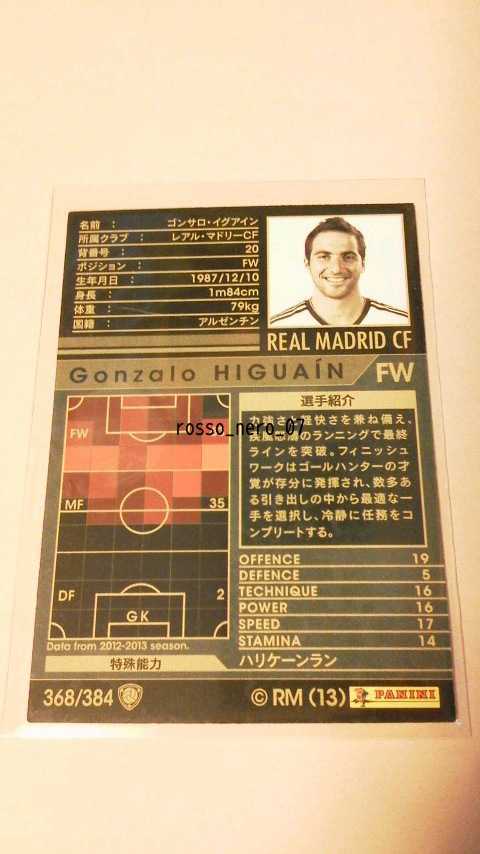 名前 : ゴンサロ・イグアイン
所属クラブ : レアル・マドリーCF
背番号 : 20
ポジション : FW
生年月日 : 1987/12/10
身長 : 1m84cm
体重 : 79kg
国籍 : アルゼンチン
REAL MADRID CF
Gonzalo HIGUAÍN FW
選手紹介
力強さと軽快さを兼ね備え、
疾風怒濤のランニングで最終
ラインを突破。フィニッシュ
ワークはゴールハンターの才
覚が存分に発揮され、数多あ
る引き出しの中から最適な一
手を選択し、冷静に任務をコ
ンプリートする。
rosso_nero_07
FW
MF 35
DF 2
GK
Data from 2012-2013 season.
OFFENCE 19
DEFENCE 5
TECHNIQUE 16
POWER 16
SPEED 17
STAMINA 14
特殊能力 ハリケーンラン
368/384 © RM (13) PANINI